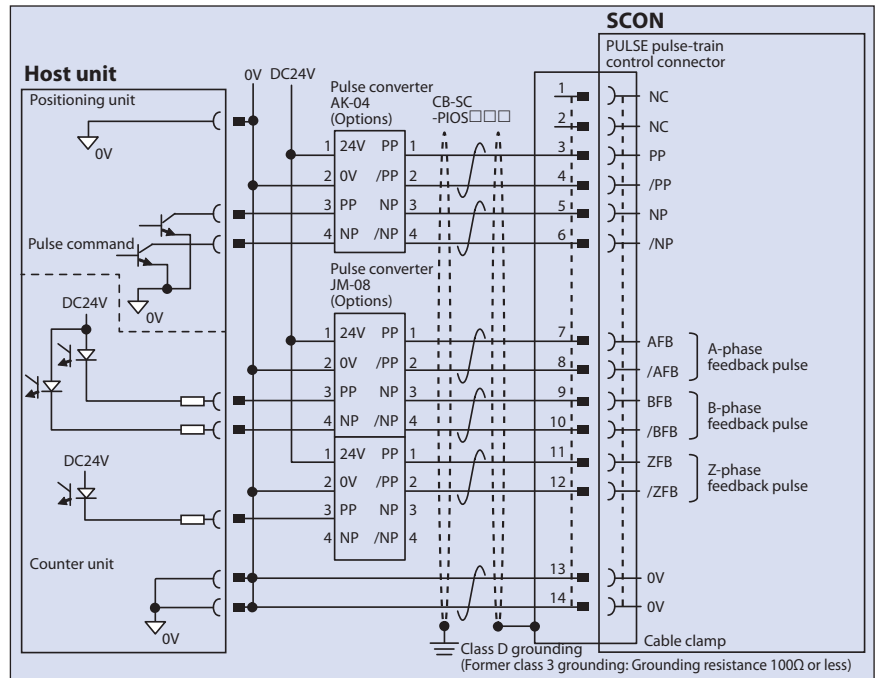 SCON
PULSE pulse-train
control connector
Host unit
Positioning unit
0V
0V DC24V
Pulse converter
AK-04
(Options)
CB-SC
-PIOS□□□
1 24V PP 1
2 0V /PP 2
3 PP NP 3
4 NP /NP 4
1 NC
2 NC
3 PP
4 /PP
5 NP
6 /NP
Pulse command
0V
DC24V
Pulse converter
JM-08
(Options)
1 24V PP 1
2 0V /PP 2
3 PP NP 3
4 NP /NP 4
1 24V PP 1
2 0V /PP 2
3 PP NP 3
4 NP /NP 4
7 AFB
8 /AFB
A-phase
feedback pulse
9 BFB
10 /BFB
B-phase
feedback pulse
11 ZFB
12 /ZFB
Z-phase
feedback pulse
DC24V
Counter unit
0V
13 0V
14 0V
Cable clamp
Class D grounding
(Former class 3 grounding: Grounding resistance 100Ω or less)